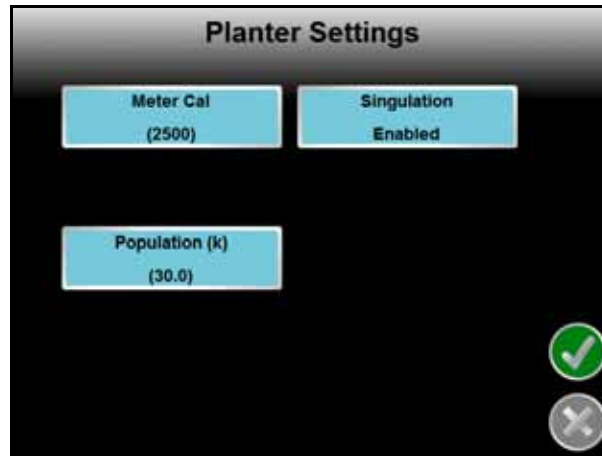 Planter Settings
Meter Cal
(2500)
Singulation
Enabled
Population (k)
(30.0)